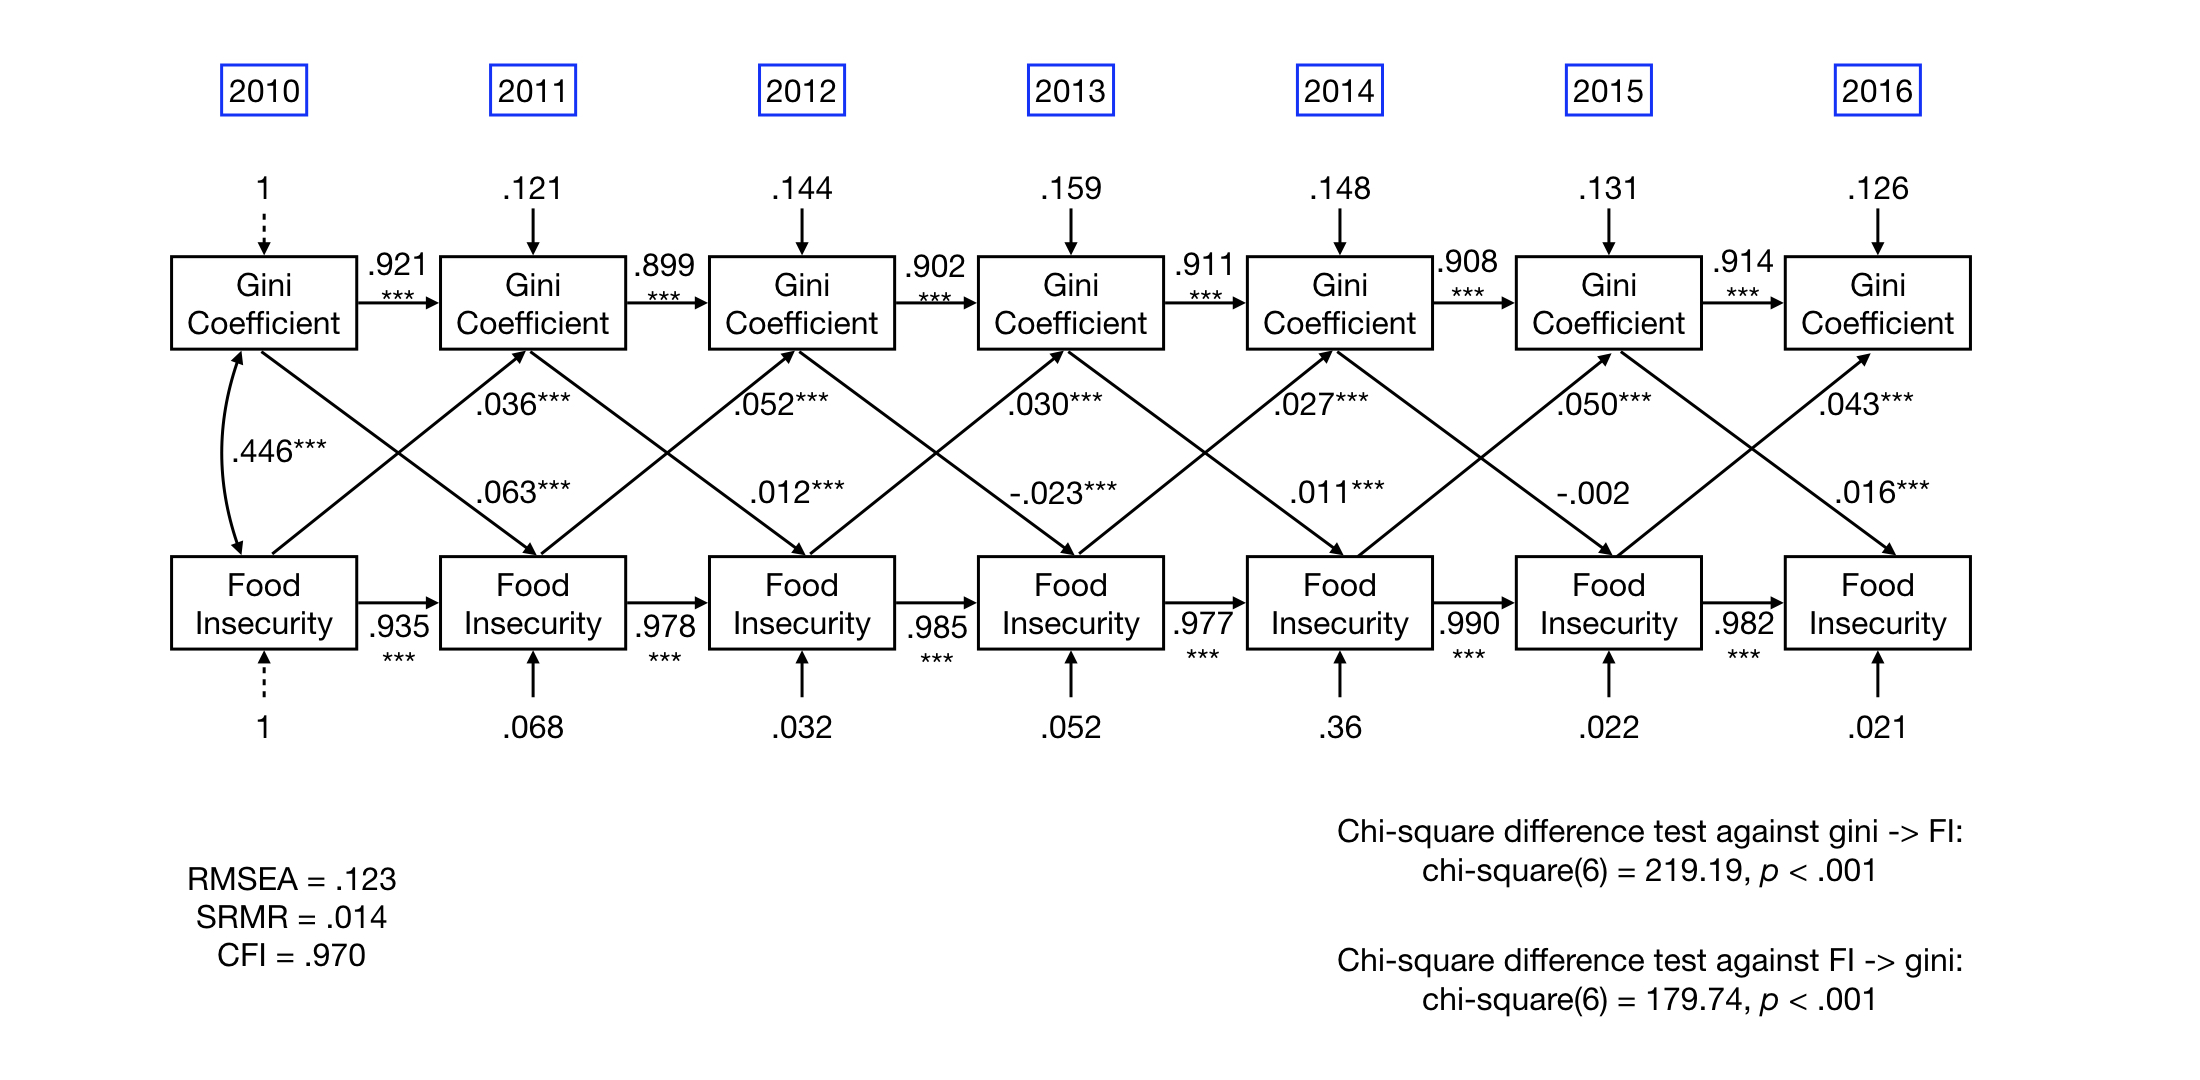 2010 2011 2012 2013 2014 2015 2016
1 .121 .144 .159 .148 .131 .126
.921 .899 .902 .911 .908 .914
*** *** *** *** *** ***
Gini Gini Gini Gini Gini Gini Gini
Coefficient Coefficient Coefficient Coefficient Coefficient Coefficient Coefficient
.036*** .052*** .030*** .027*** .050*** .043***
.446***
.063*** .012*** -.023*** .011*** -.002 .016***
Food Food Food Food Food Food Food
Insecurity Insecurity Insecurity Insecurity Insecurity Insecurity Insecurity
.935 .978 .985 .977 .990 .982
*** *** *** *** *** ***
1 .068 .032 .052 .36 .022 .021
RMSEA = .123
SRMR = .014
CFI = .970
Chi-square difference test against gini -> FI:
chi-square(6) = 219.19, p < .001
Chi-square difference test against FI -> gini:
chi-square(6) = 179.74, p < .001